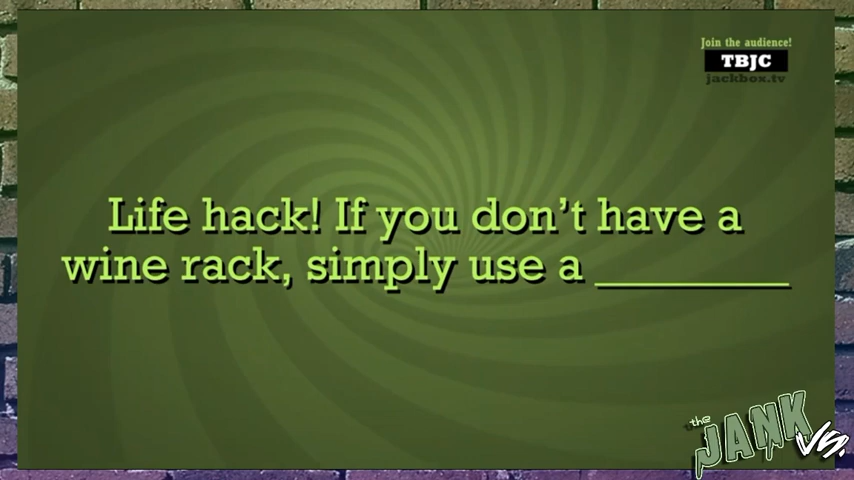 Join the audience!
TBJC
jackbox.tv
Life hack! If you don't have a
wine rack, simply use a _________
the
JANK
VS.